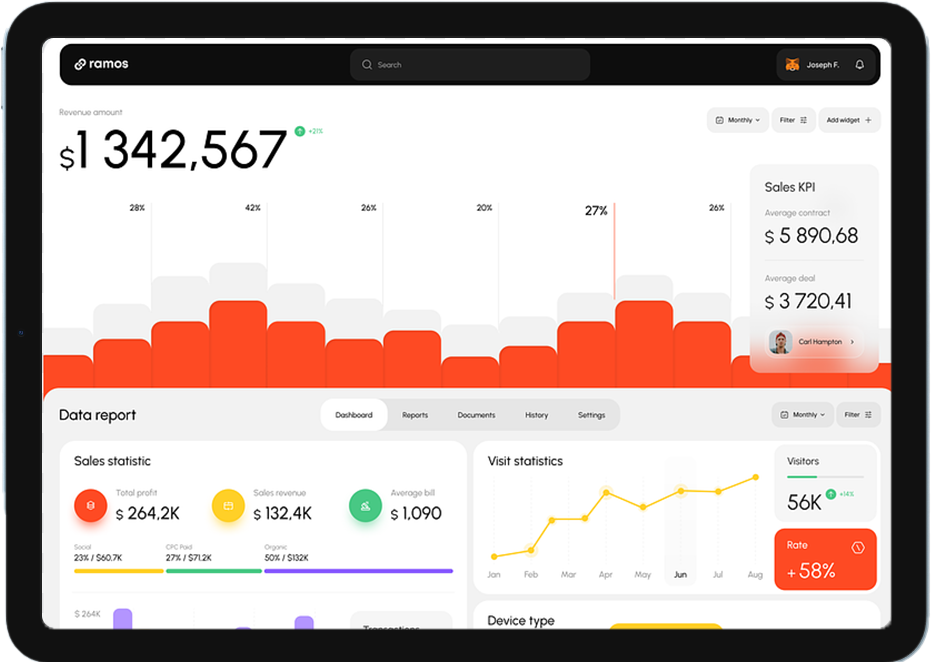 ramos
Search
Joseph F.
Revenue amount
$1 342,567
+21%
Monthly
Filter
Add widget
28%
42%
26%
20%
27%
26%
Sales KPI
Average contract
$ 5 890,68
Average deal
$ 3 720,41
Carl Hampton
Data report
Dashboard
Reports
Documents
History
Settings
Monthly
Filter
Sales statistic
Total profit
$ 264,2K
Sales revenue
$ 132,4K
Average bill
$ 1,090
Social
23% / $60.7K
CPC Paid
27% / $71.2K
Organic
50% / $132K
$ 264K
Transactions
Visit statistics
Jan
Feb
Mar
Apr
May
Jun
Jul
Aug
Visitors
56K
+14%
Rate
+ 58%
Device type